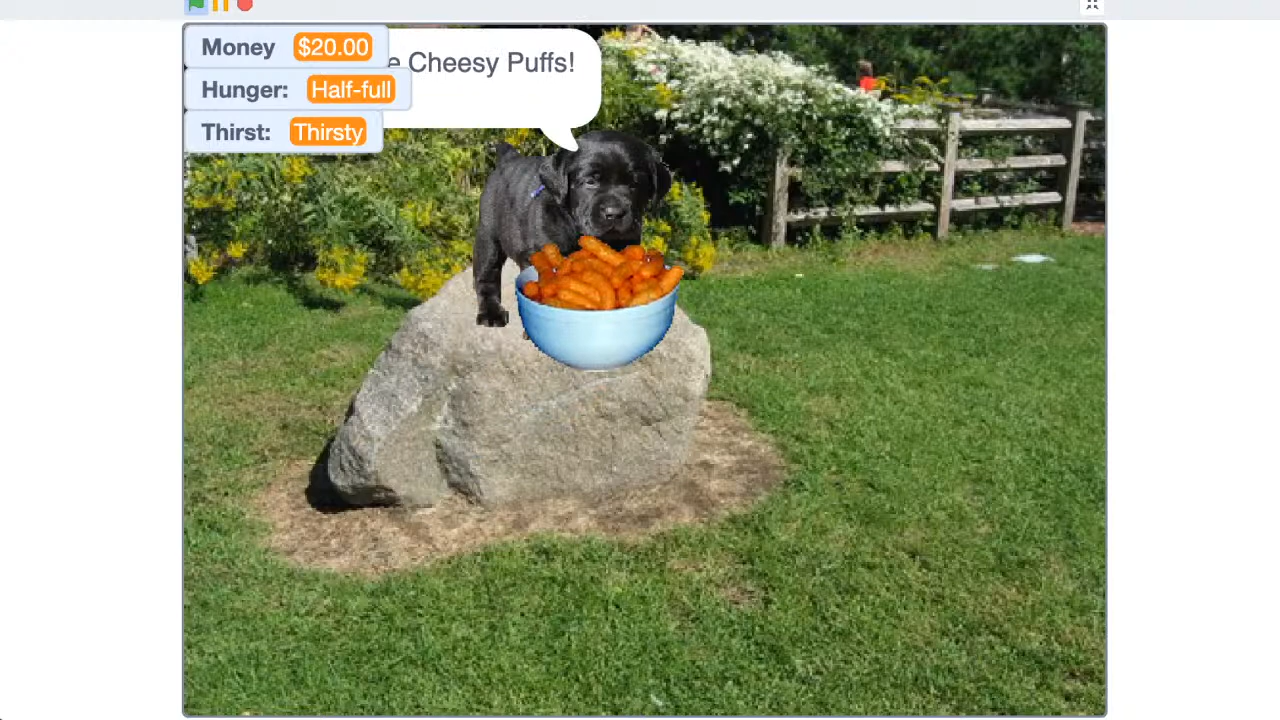 Money $20.00
e Cheesy Puffs!
Hunger: Half-full
Thirst: Thirsty